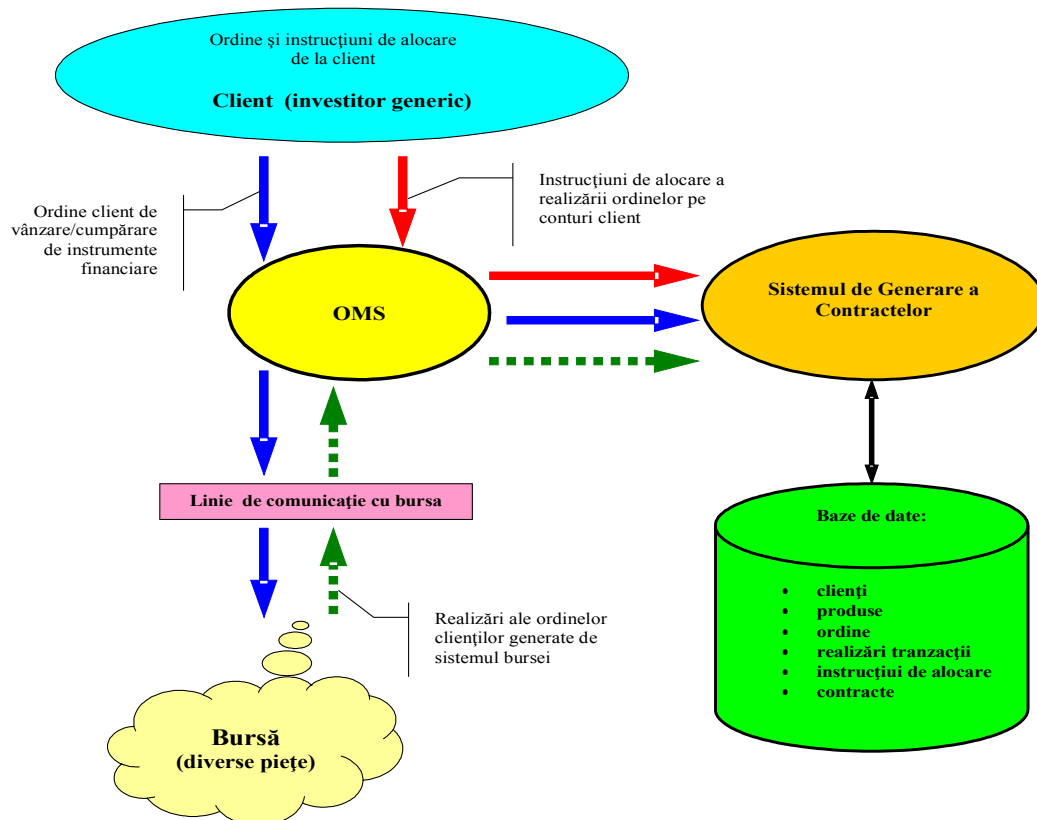 Ordine şi instrucţiuni de alocare
de la client
Client (investitor generic)
Ordine client de
vânzare/cumpărare
de instrumente
financiare
Instrucţiuni de alocare a
realizării ordinelor pe
conturi client
OMS
Sistemul de Generare a
Contractelor
Linie de comunicaţie cu bursa
Baze de date:
• clienţi
• produse
• ordine
• realizări tranzacţii
• instrucţiui de alocare
• contracte
Realizări ale ordinelor
clienţilor generate de
sistemul bursei
Bursă
(diverse pieţe)